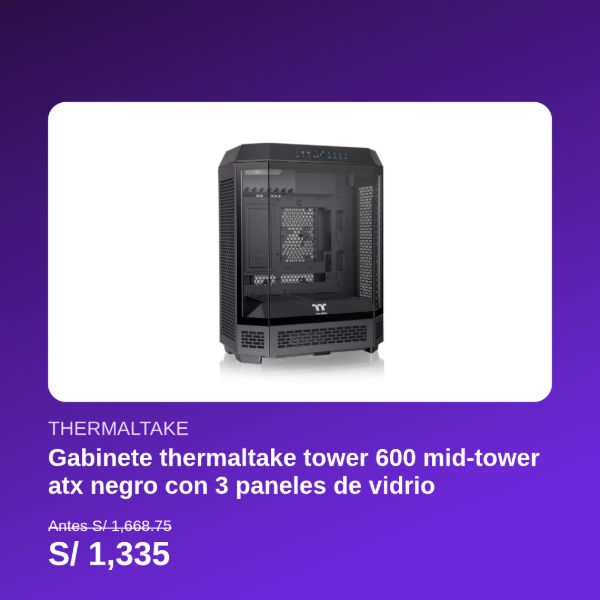 THERMALTAKE
Gabinete thermaltake tower 600 mid-tower
atx negro con 3 paneles de vidrio
Antes S/ 1,668.75
S/ 1,335